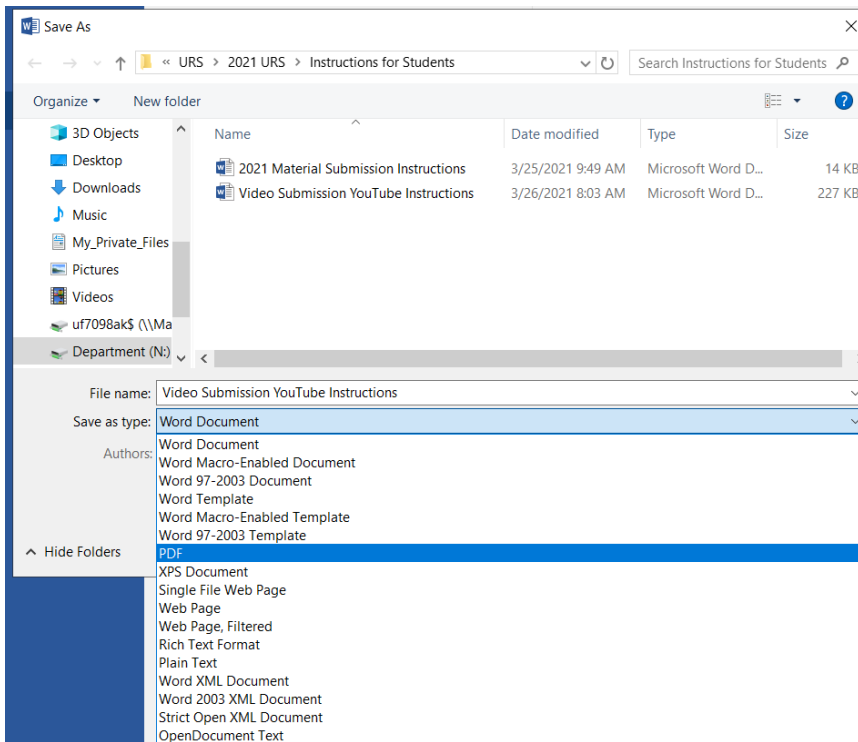 Save As
« URS > 2021 URS > Instructions for Students
Search Instructions for Students
Organize
New folder
3D Objects
Desktop
Downloads
Music
My_Private_Files
Pictures
Videos
uf7098ak$ (\\Ma
Department (N:)
Name Date modified Type Size
2021 Material Submission Instructions 3/25/2021 9:49 AM Microsoft Word D... 14 KB
Video Submission YouTube Instructions 3/26/2021 8:03 AM Microsoft Word D... 227 KB
File name: Video Submission YouTube Instructions
Save as type: Word Document
Authors:
Word Document
Word Macro-Enabled Document
Word 97-2003 Document
Word Template
Word Macro-Enabled Template
Word 97-2003 Template
PDF
XPS Document
Single File Web Page
Web Page
Web Page, Filtered
Rich Text Format
Plain Text
Word XML Document
Word 2003 XML Document
Strict Open XML Document
OpenDocument Text
Hide Folders